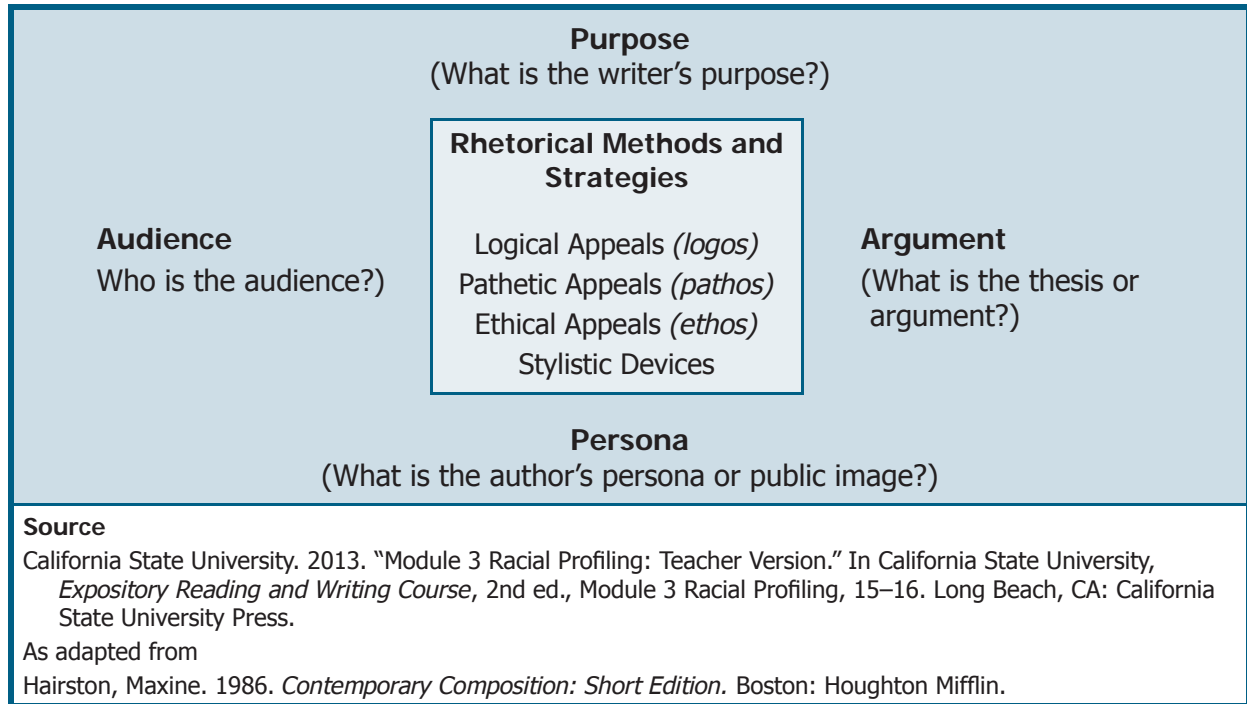 Purpose
(What is the writer’s purpose?)
Rhetorical Methods and
Strategies
Logical Appeals (logos)
Pathetic Appeals (pathos)
Ethical Appeals (ethos)
Stylistic Devices
Audience
Who is the audience?)
Argument
(What is the thesis or
argument?)
Persona
(What is the author’s persona or public image?)
Source
California State University. 2013. “Module 3 Racial Profiling: Teacher Version.” In California State University,
Expository Reading and Writing Course, 2nd ed., Module 3 Racial Profiling, 15–16. Long Beach, CA: California
State University Press.
As adapted from
Hairston, Maxine. 1986. Contemporary Composition: Short Edition. Boston: Houghton Mifflin.